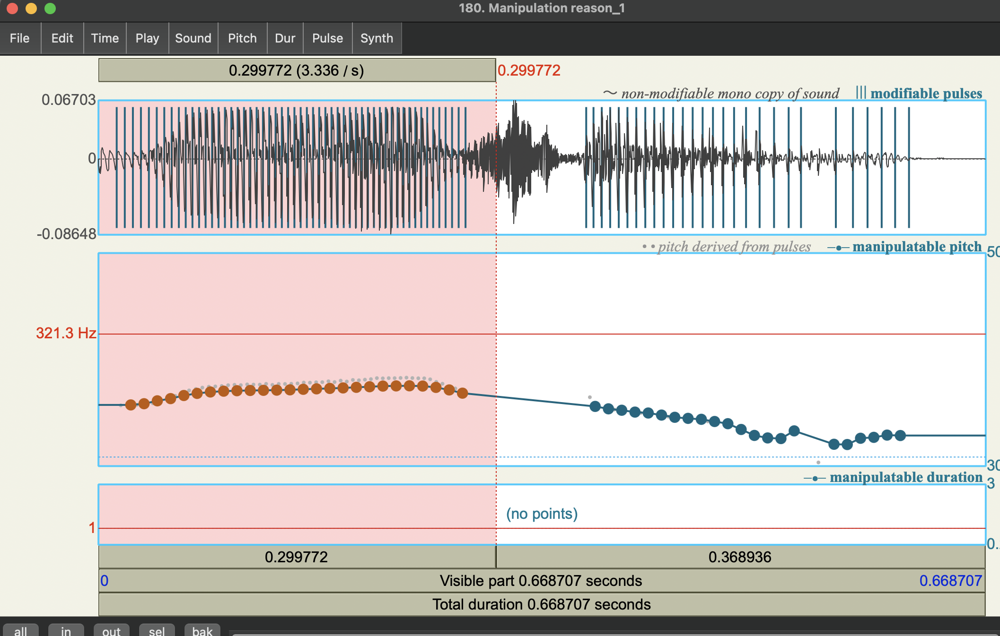 180. Manipulation reason_1
File Edit Time Play Sound Pitch Dur Pulse Synth
0.299772 (3.336 / s) 0.299772
non-modifiable mono copy of sound modifiable pulses
0.06703
0
-0.08648
pitch derived from pulses manipulatable pitch
50
321.3 Hz
30
manipulatable duration
3
(no points)
1
0.
0.299772 0.368936
0 Visible part 0.668707 seconds 0.668707
Total duration 0.668707 seconds
all in out sel bak